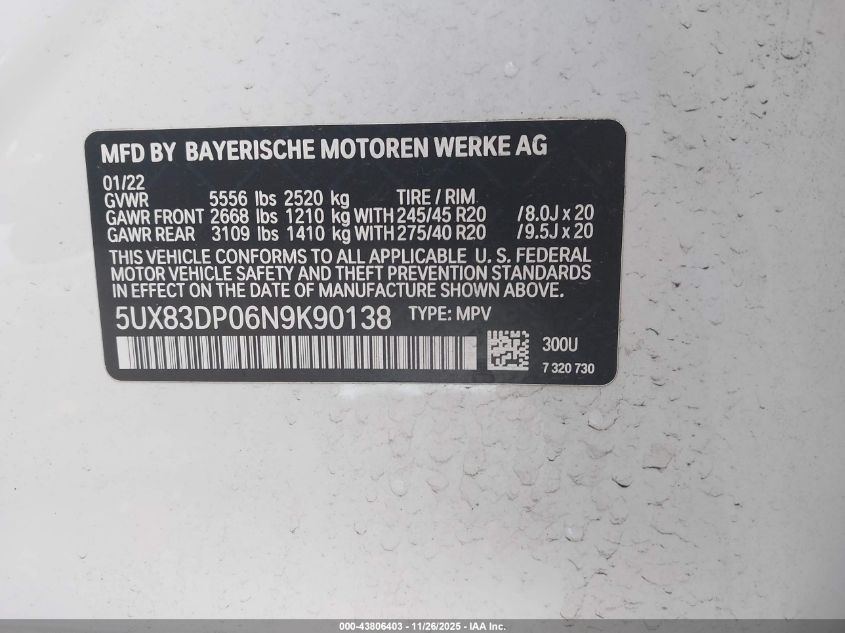 MFD BY BAYERISCHE MOTOREN WERKE AG
01/22
GVWR 5556 lbs 2520 kg TIRE / RIM
GAWR FRONT 2668 lbs 1210 kg WITH 245/45 R20 /8.0J x 20
GAWR REAR 3109 lbs 1410 kg WITH 275/40 R20 /9.5J x 20
THIS VEHICLE CONFORMS TO ALL APPLICABLE U. S. FEDERAL
MOTOR VEHICLE SAFETY AND THEFT PREVENTION STANDARDS
IN EFFECT ON THE DATE OF MANUFACTURE SHOWN ABOVE.
5UX83DP06N9K90138 TYPE: MPV
300U
7 320 730
000-43806403 - 11/26/2025 - IAA Inc.